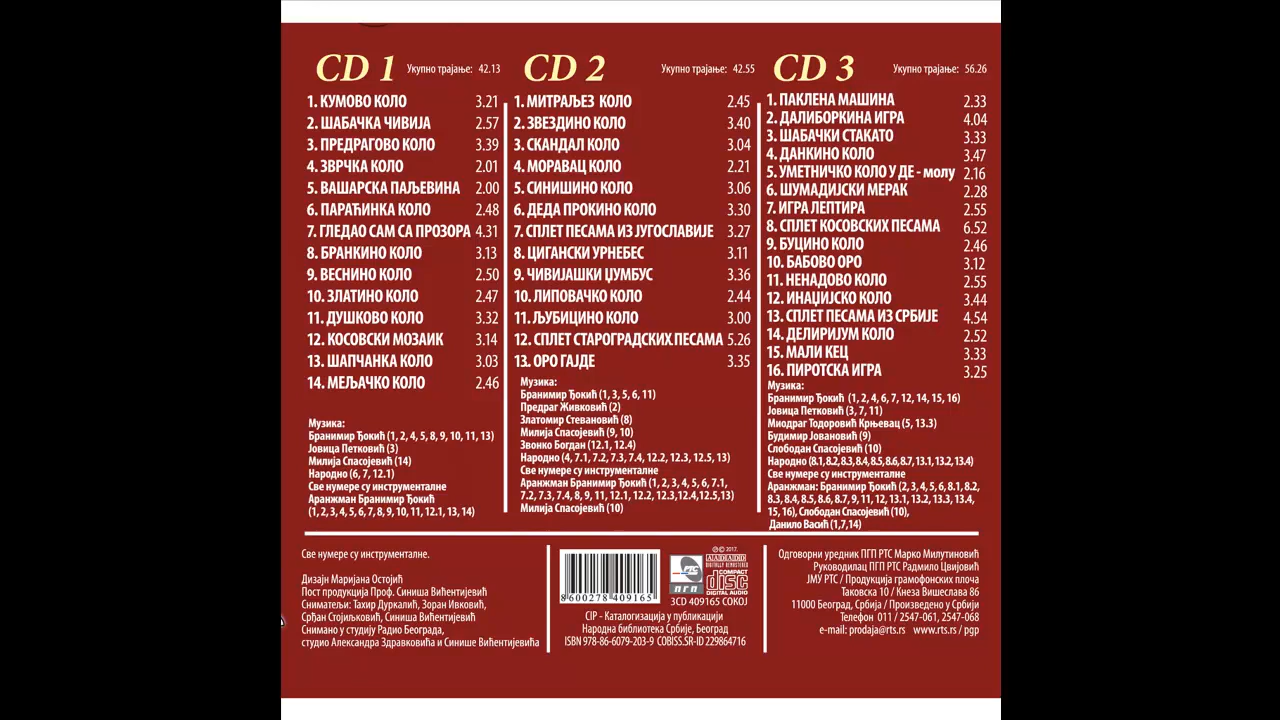 CD 1 Укупно трајање: 42.13
1. КУМОВО КОЛО 3.21
2. ШАБАЧКА ЧИВИЈА 2.57
3. ПРЕДРАГОВО КОЛО 3.39
4. ЗВРЧКА КОЛО 2.01
5. ВАШАРСКА ПАЉЕВИНА 2.00
6. ПАРАЋИНКА КОЛО 2.48
7. ГЛЕДАО САМ СА ПРОЗОРА 4.31
8. БРАНКИНО КОЛО 3.13
9. ВЕСНИНО КОЛО 2.50
10. ЗЛАТИНО КОЛО 2.47
11. ДУШКОВО КОЛО 3.32
12. КОСОВСКИ МОЗАИК 3.14
13. ШАПЧАНКА КОЛО 3.03
14. МЕЉАЧКО КОЛО 2.46
Музика:
Бранимир Ђокић (1, 2, 4, 5, 8, 9, 10, 11, 13)
Јовица Петковић (3)
Милија Спасојевић (14)
Народно (6, 7, 12.1)
Све нумере су инструменталне
Аранжман Бранимир Ђокић
(1, 2, 3, 4, 5, 6, 7, 8, 9, 10, 11, 12.1, 13, 14)
CD 2 Укупно трајање: 42.55
1. МИТРАЉЕЗ КОЛО 2.45
2. ЗВЕЗДИНО КОЛО 3.40
3. СКАНДАЛ КОЛО 3.04
4. МОРАВАЦ КОЛО 2.21
5. СИНИШИНО КОЛО 3.06
6. ДЕДА ПРОКИНО КОЛО 3.30
7. СПЛЕТ ПЕСАМА ИЗ ЈУГОСЛАВИЈЕ 3.27
8. ЦИГАНСКИ УРНЕБЕС 3.11
9. ЧИВИЈАШКИ ЏУМБУС 3.36
10. ЛИПОВАЧКО КОЛО 2.44
11. ЉУБИЦИНО КОЛО 3.00
12. СПЛЕТ СТАРОГРАДСКИХ ПЕСАМА 5.26
13. ОРО ГАЈДЕ 3.35
Музика:
Бранимир Ђокић (1, 3, 5, 6, 11)
Предраг Живковић (2)
Златомир Стевановић (8)
Милија Спасојевић (9, 10)
Звонко Богдан (12.1, 12.4)
Народно (4, 7.1, 7.2, 7.3, 7.4, 12.2, 12.3, 12.5, 13)
Све нумере су инструменталне
Аранжман Бранимир Ђокић (1, 2, 3, 4, 5, 6, 7.1,
7.2, 7.3, 7.4, 8, 9, 11, 12.1, 12.2, 12.3,12.4,12.5,13)
Милија Спасојевић (10)
CD 3 Укупно трајање: 56.26
1. ПАКЛЕНА МАШИНА 2.33
2. ДАЛИБОРКИНА ИГРА 4.04
3. ШАБАЧКИ СТАКАТО 3.33
4. ДАНКИНО КОЛО 3.47
5. УМЕТНИЧКО КОЛО У ДЕ - молу 2.16
6. ШУМАДИЈСКИ МЕРАК 2.28
7. ИГРА ЛЕПТИРА 2.55
8. СПЛЕТ КОСОВСКИХ ПЕСАМА 6.52
9. БУЦИНО КОЛО 2.46
10. БАБОВО ОРО 3.12
11. НЕНАДОВО КОЛО 2.55
12. ИНАЏИЈСКО КОЛО 3.44
13. СПЛЕТ ПЕСАМА ИЗ СРБИЈЕ 4.54
14. ДЕЛИРИЈУМ КОЛО 2.52
15. МАЛИ КЕЦ 3.33
16. ПИРОТСКА ИГРА 3.25
Музика:
Бранимир Ђокић (1, 2, 4, 6, 7, 12, 14, 15, 16)
Јовица Петковић (3, 7, 11)
Миодраг Тодоровић Крњевац (5, 13.3)
Будимир Јовановић (9)
Слободан Спасојевић (10)
Народно (8.1, 8.2, 8.3, 8.4, 8.5, 8.6, 8.7, 13.1, 13.2, 13.4)
Све нумере су инструменталне
Аранжман: Бранимир Ђокић (2, 3, 4, 5, 6, 8.1, 8.2,
8.3, 8.4, 8.5, 8.6, 8.7, 9, 11, 12, 13.1, 13.2, 13.3, 13.4,
15, 16), Слободан Спасојевић (10),
Данило Васић (1,7,14)
Све нумере су инструменталне.
Дизајн Маријана Остојић
Пост продукција Проф. Синиша Вићентијевић
Сниматељи: Тахир Дуркалић, Зоран Ивковић,
Срђан Стојиљковић, Синиша Вићентијевић
Снимано у студију Радио Београда,
студио Александра Здравковића и Синише Вићентијевића
8600278409165
РТС
ПГП
℗© 2017.
AAD ADD
DIGITALLY REMASTERED
COMPACT
disc
DIGITAL AUDIO
3CD 409165 СОКОЈ
CIP - Каталогизација у публикацији
Народна библиотека Србије, Београд
ISBN 978-86-6079-203-9 COBISS.SR-ID 229864716
Одговорни уредник ПГП РТС Марко Милутиновић
Руководилац ПГП РТС Радмило Цвијовић
ЈМУ РТС / Продукција грамофонских плоча
Таковска 10 / Кнеза Вишеслава 86
11000 Београд, Србија / Произведено у Србији
Телефон 011 / 2547-061, 2547-068
e-mail: prodaja@rts.rs www.rts.rs / pgp